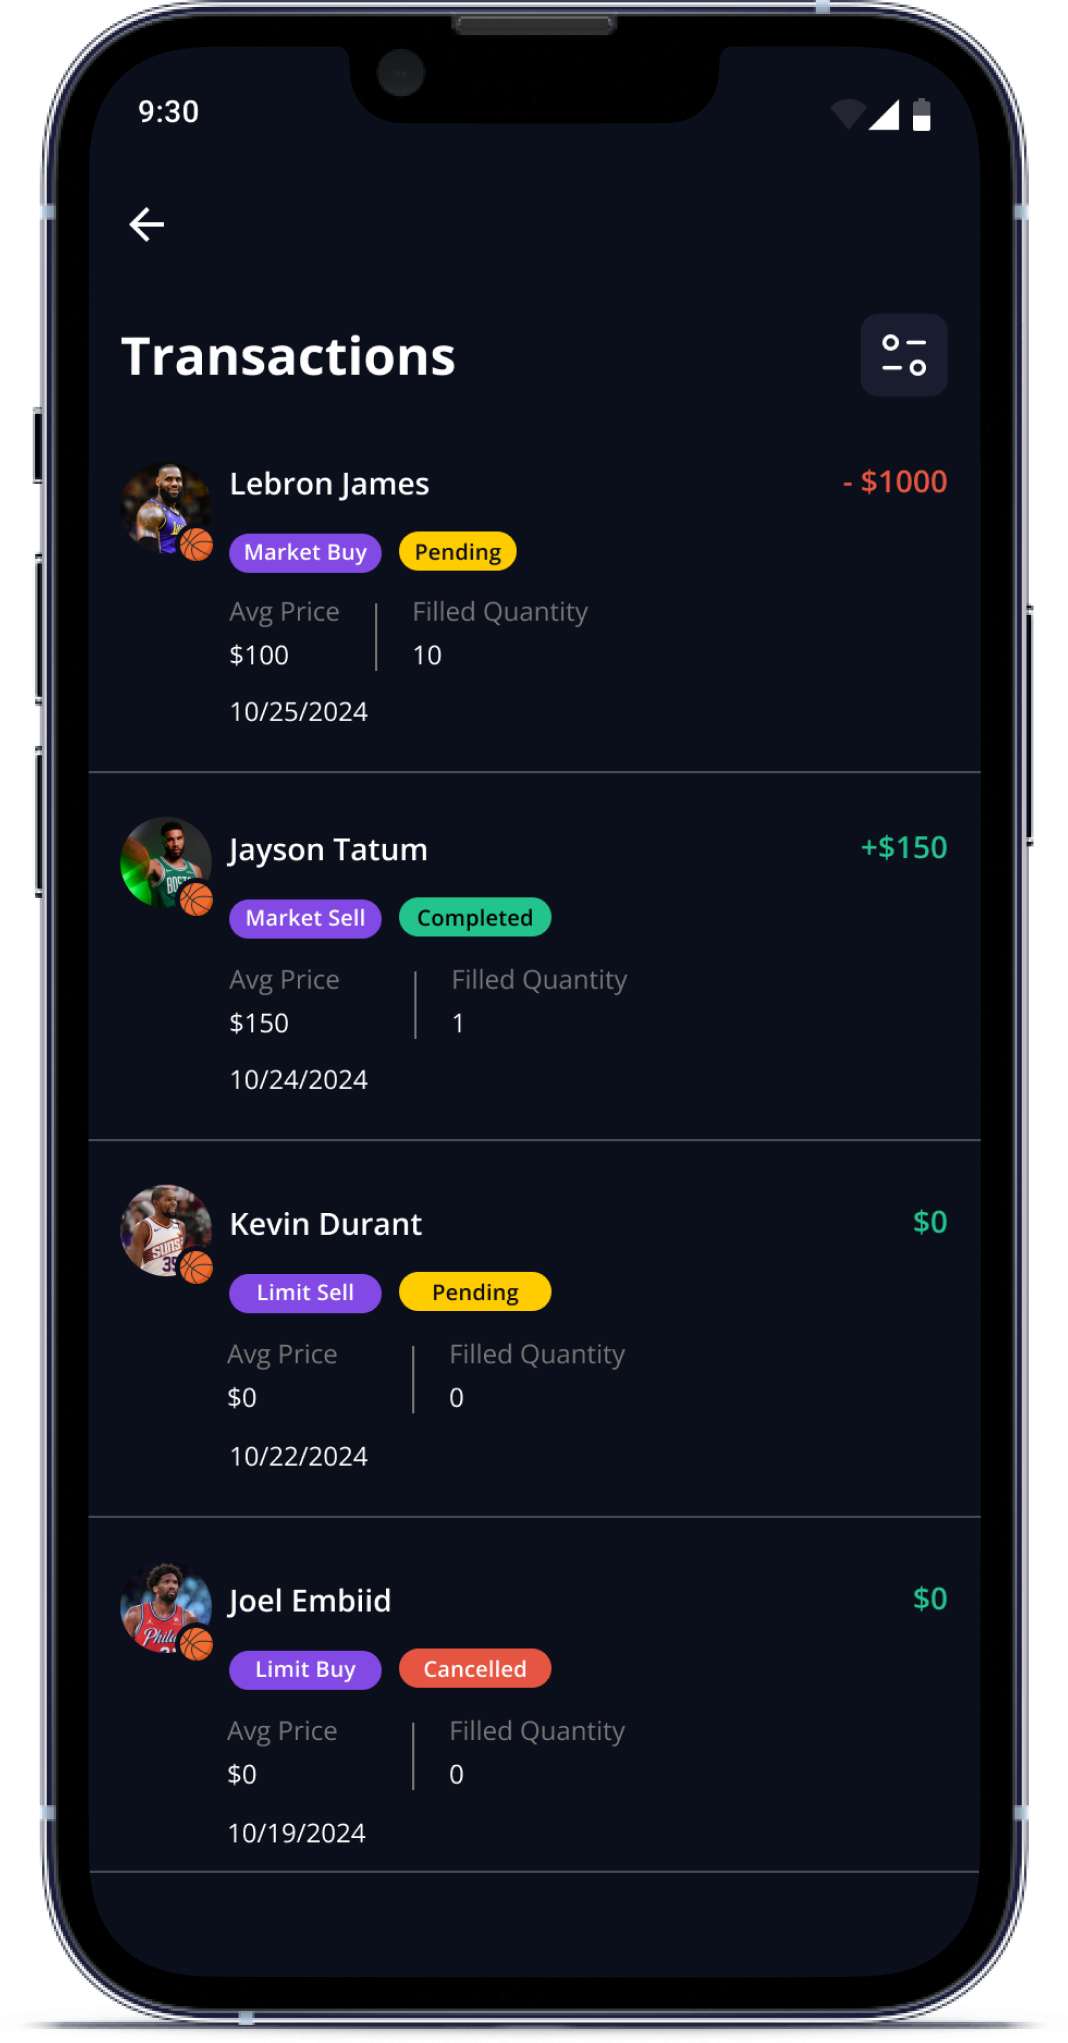 9:30
Transactions
Lebron James
- $1000
Market Buy
Pending
Avg Price
Filled Quantity
$100
10
10/25/2024
Jayson Tatum
+$150
Market Sell
Completed
Avg Price
Filled Quantity
$150
1
10/24/2024
Kevin Durant
$0
Limit Sell
Pending
Avg Price
Filled Quantity
$0
0
10/22/2024
Joel Embiid
$0
Limit Buy
Cancelled
Avg Price
Filled Quantity
$0
0
10/19/2024